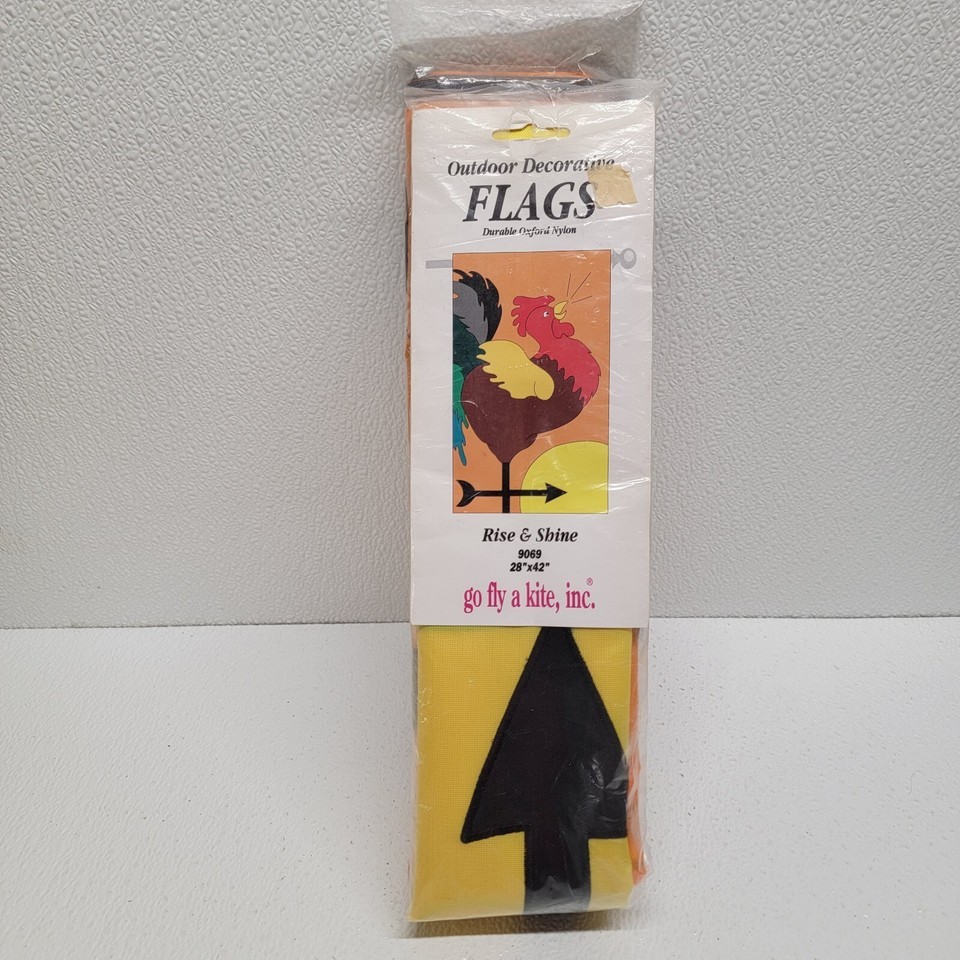 Outdoor Decorative
FLAGS
Durable Oxford Nylon
Rise & Shine
9069
28"x42"
go fly a kite, inc.®